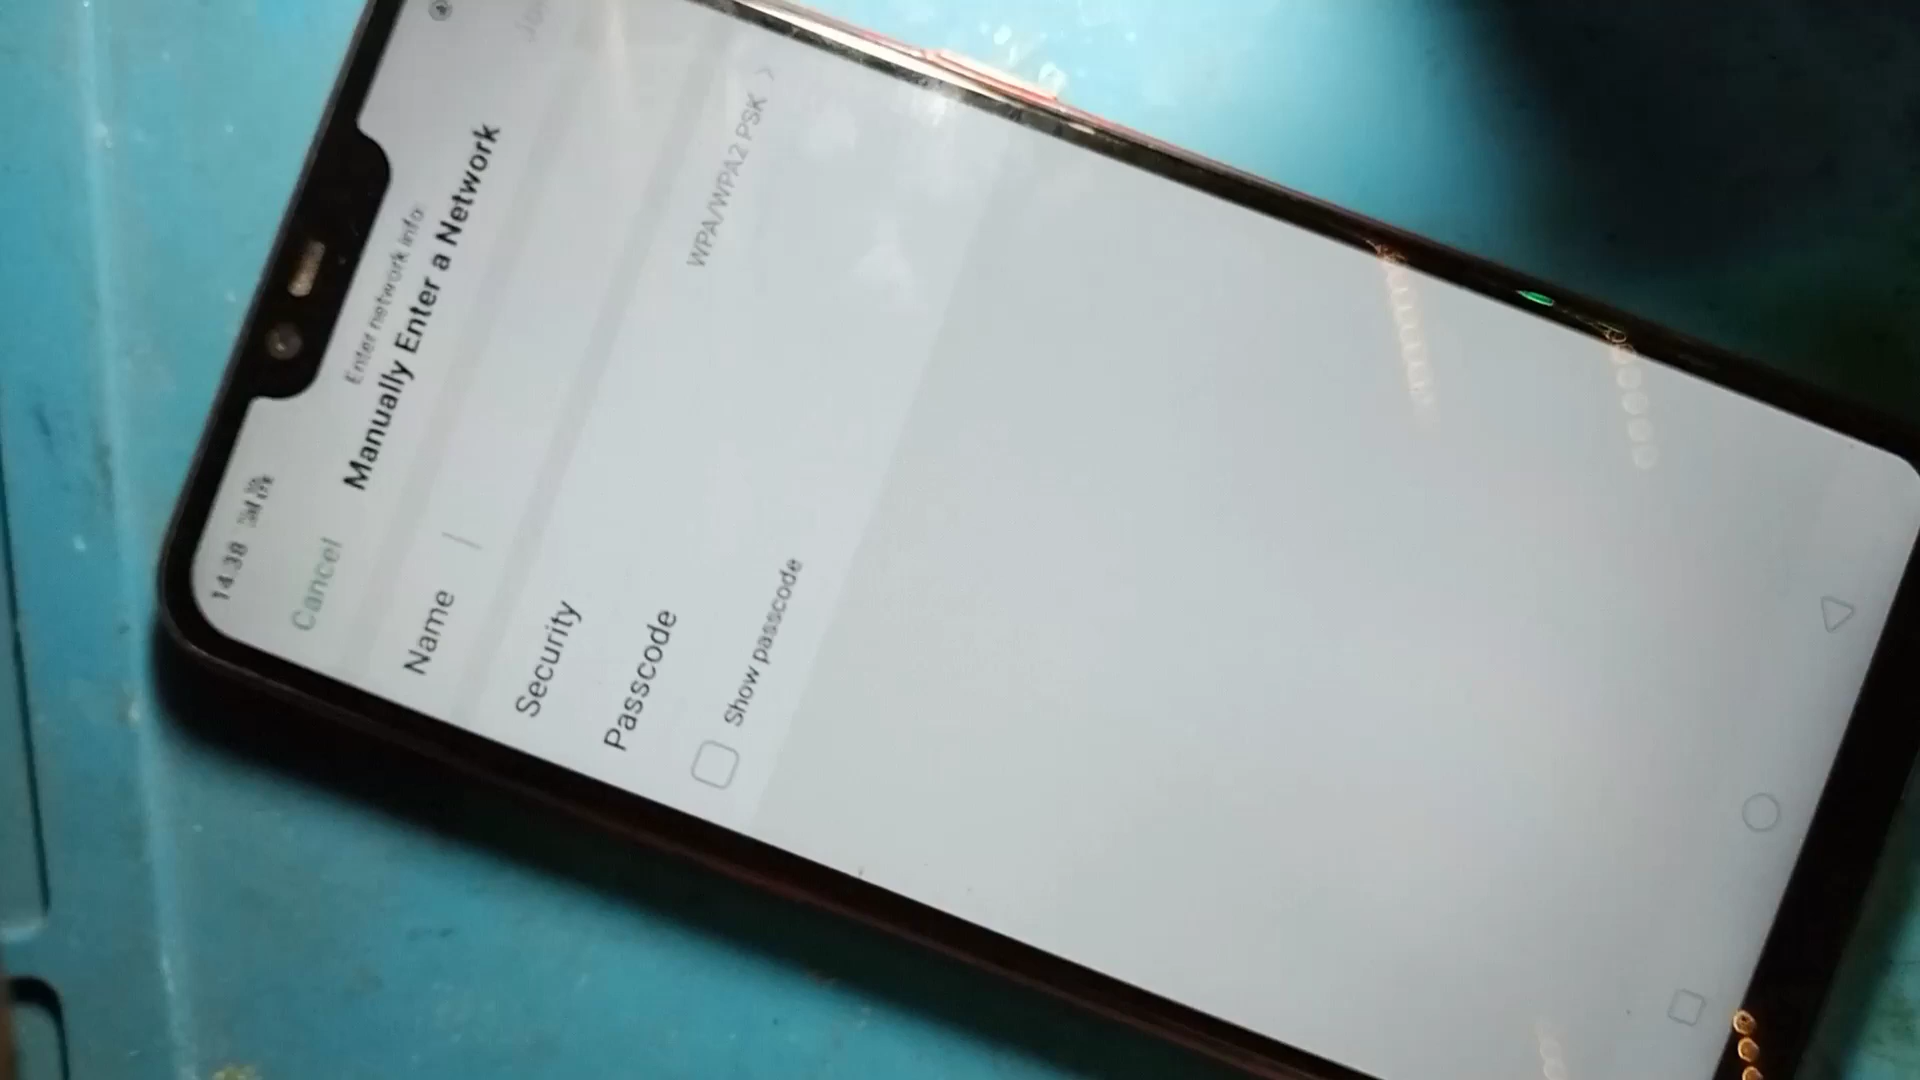 14:38
Enter network info
Cancel
Manually Enter a Network
Name
Security WPA/WPA2 PSK
Passcode
Show passcode